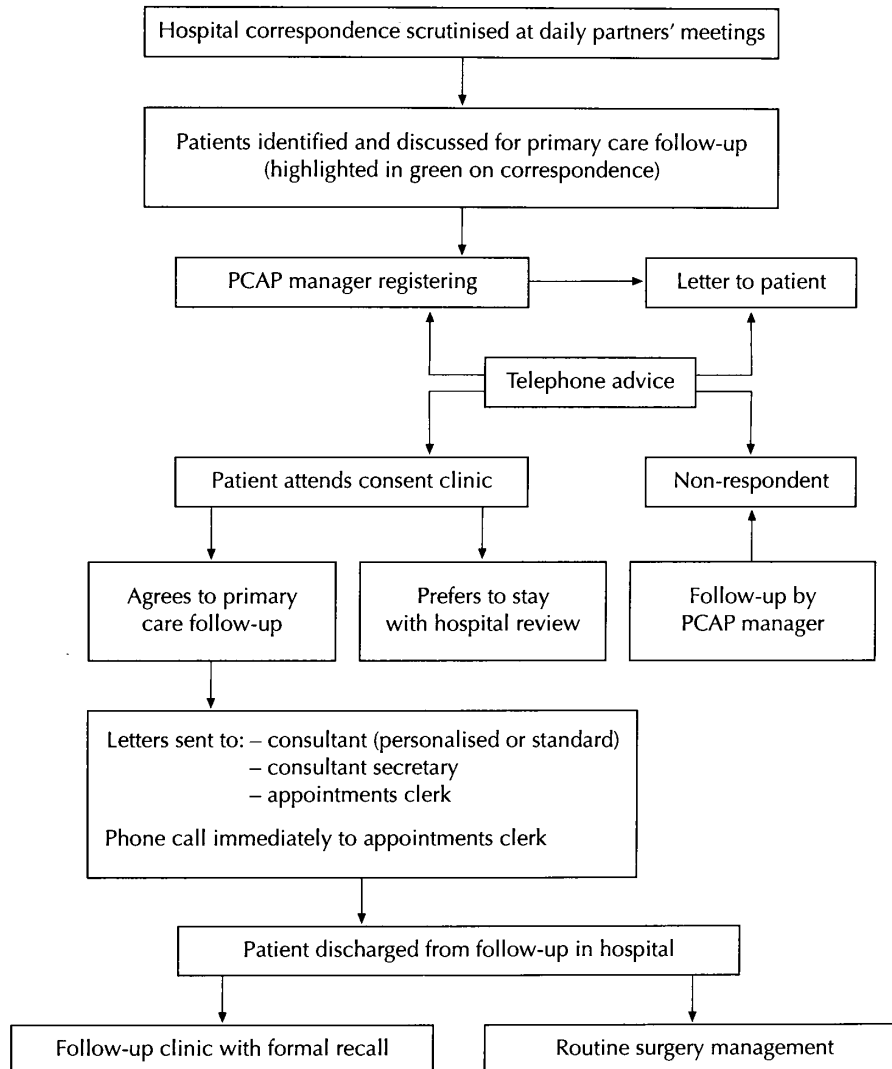 Hospital correspondence scrutinised at daily partners’ meetings
Patients identified and discussed for primary care follow-up
(highlighted in green on correspondence)
PCAP manager registering
Letter to patient
Telephone advice
Patient attends consent clinic
Non-respondent
Agrees to primary
care follow-up
Prefers to stay
with hospital review
Follow-up by
PCAP manager
Letters sent to: – consultant (personalised or standard)
– consultant secretary
– appointments clerk
Phone call immediately to appointments clerk
Patient discharged from follow-up in hospital
Follow-up clinic with formal recall
Routine surgery management